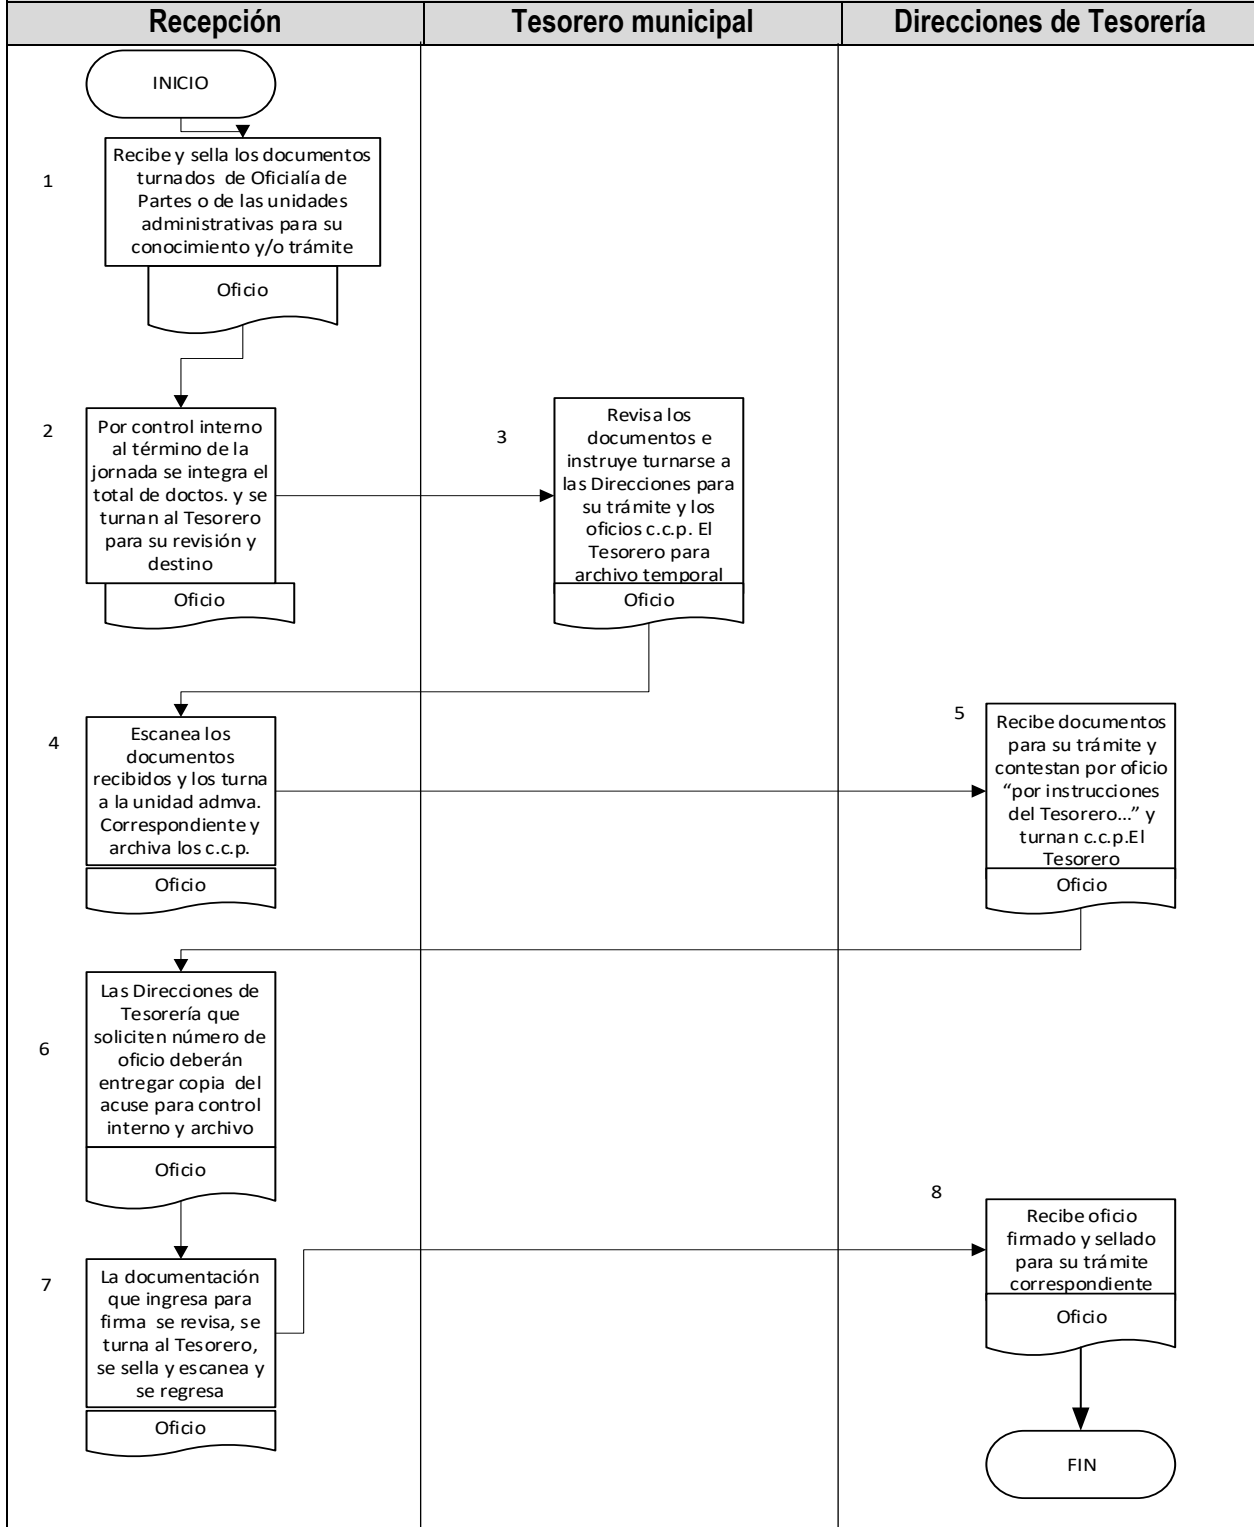 Recepción
Tesorero municipal
Direcciones de Tesorería
INICIO
1
Recibe y sella los documentos
turnados de Oficialía de
Partes o de las unidades
administrativas para su
conocimiento y/o trámite
Oficio
2
Por control interno
al término de la
jornada se integra el
total de doctos. y se
turnan al Tesorero
para su revisión y
destino
Oficio
3
Revisa los
documentos e
instruye turnarse a
las Direcciones para
su trámite y los
oficios c.c.p. El
Tesorero para
archivo temporal
Oficio
4
Escanea los
documentos
recibidos y los turna
a la unidad admva.
Correspondiente y
archiva los c.c.p.
Oficio
5
Recibe documentos
para su trámite y
contestan por oficio
“por instrucciones
del Tesorero…” y
turnan c.c.p.El
Tesorero
Oficio
6
Las Direcciones de
Tesorería que
soliciten número de
oficio deberán
entregar copia del
acuse para control
interno y archivo
Oficio
7
La documentación
que ingresa para
firma se revisa, se
turna al Tesorero,
se sella y escanea y
se regresa
Oficio
8
Recibe oficio
firmado y sellado
para su trámite
correspondiente
Oficio
FIN